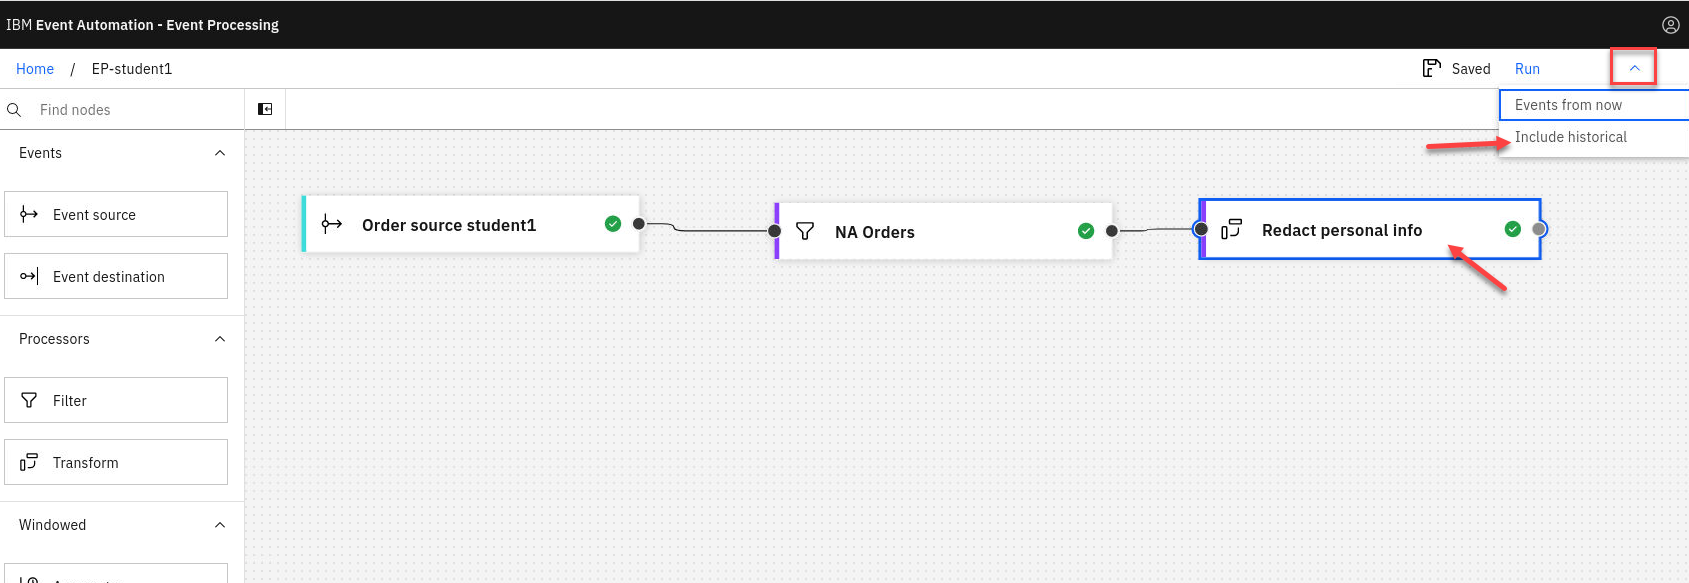 IBM Event Automation - Event Processing
Home / EP-student1
Saved
Run
Find nodes
Events from now
Include historical
Events
Event source
Event destination
Processors
Filter
Transform
Windowed
Order source student1
NA Orders
Redact personal info